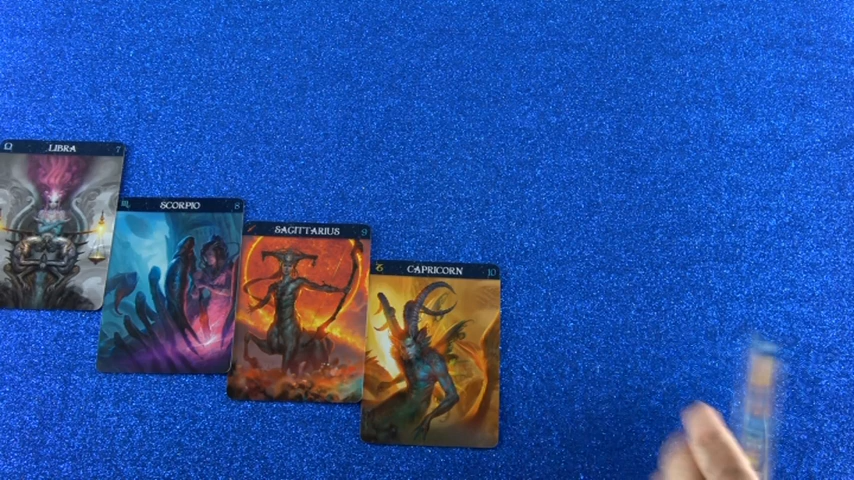 ♎ LIBRA 7
♏ SCORPIO 8
♐ SAGITTARIUS 9
♑ CAPRICORN 10